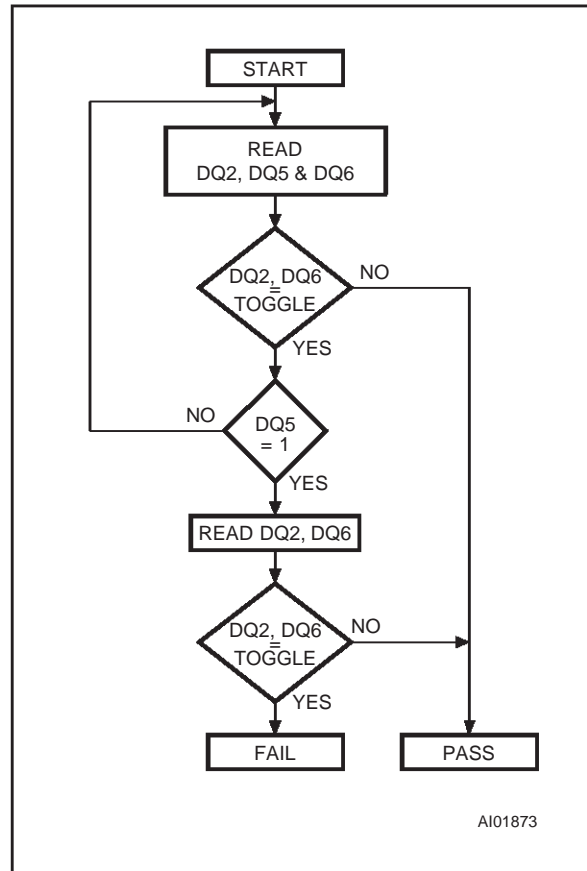 START
READ
DQ2, DQ5 & DQ6
DQ2, DQ6
=
TOGGLE
NO
YES
NO
DQ5
= 1
YES
READ DQ2, DQ6
DQ2, DQ6
=
TOGGLE
NO
YES
FAIL
PASS
AI01873